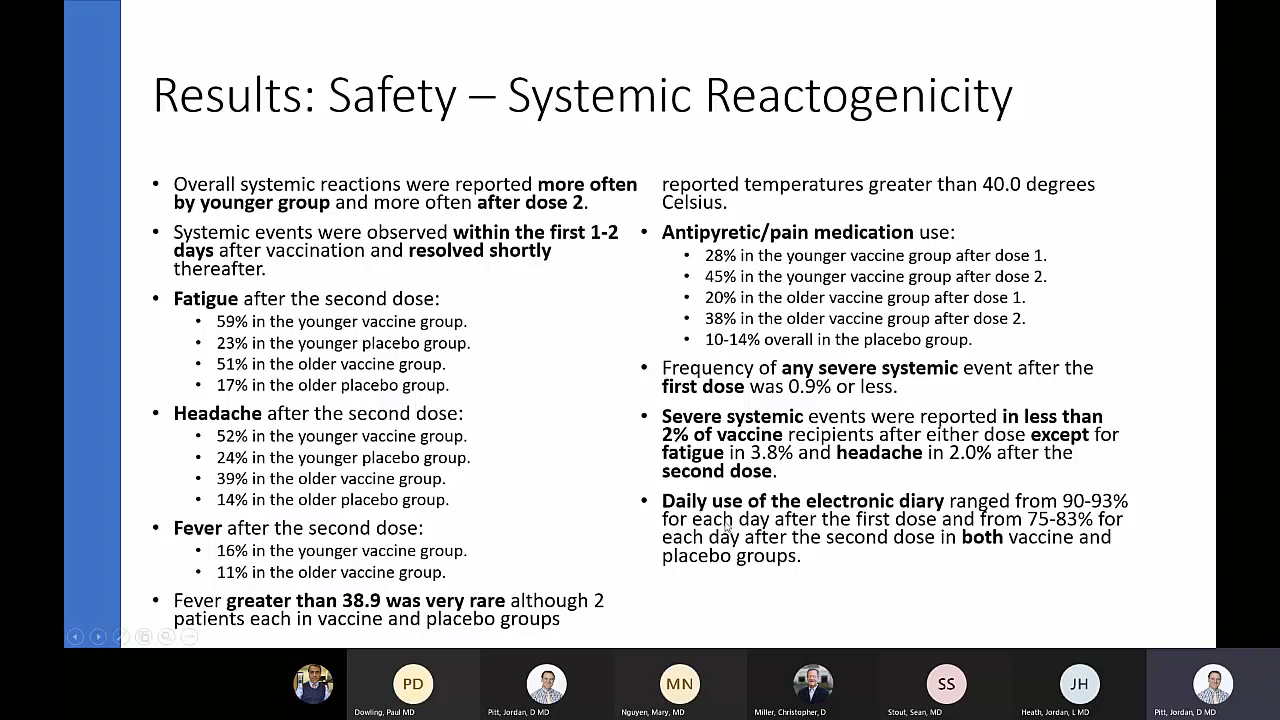 Results: Safety – Systemic Reactogenicity
• Overall systemic reactions were reported more often
by younger group and more often after dose 2.
• Systemic events were observed within the first 1-2
days after vaccination and resolved shortly
thereafter.
• Fatigue after the second dose:
• 59% in the younger vaccine group.
• 23% in the younger placebo group.
• 51% in the older vaccine group.
• 17% in the older placebo group.
• Headache after the second dose:
• 52% in the younger vaccine group.
• 24% in the younger placebo group.
• 39% in the older vaccine group.
• 14% in the older placebo group.
• Fever after the second dose:
• 16% in the younger vaccine group.
• 11% in the older vaccine group.
• Fever greater than 38.9 was very rare although 2
patients each in vaccine and placebo groups
reported temperatures greater than 40.0 degrees
Celsius.
• Antipyretic/pain medication use:
• 28% in the younger vaccine group after dose 1.
• 45% in the younger vaccine group after dose 2.
• 20% in the older vaccine group after dose 1.
• 38% in the older vaccine group after dose 2.
• 10-14% overall in the placebo group.
• Frequency of any severe systemic event after the
first dose was 0.9% or less.
• Severe systemic events were reported in less than
2% of vaccine recipients after either dose except for
fatigue in 3.8% and headache in 2.0% after the
second dose.
• Daily use of the electronic diary ranged from 90-93%
for each day after the first dose and from 75-83% for
each day after the second dose in both vaccine and
placebo groups.
PD
MN
SS
JH
Dowling, Paul MD
Pitt, Jordan, D MD
Nguyen, Mary, MD
Miller, Christopher, D
Stout, Sean, MD
Heath, Jordan, L MD
Pitt, Jordan, D MD